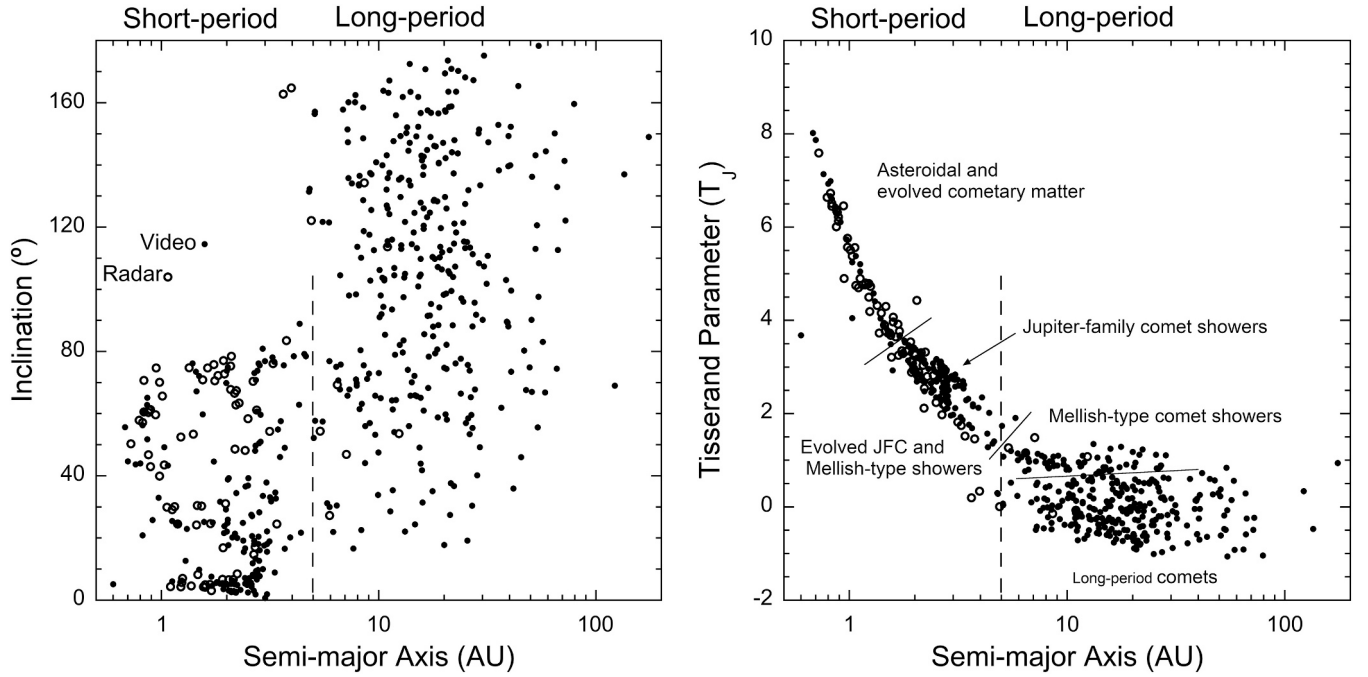 Short-period Long-period
160
120
80
40
0
Inclination (º)
Video
Radar
1 10 100
Semi-major Axis (AU)
Short-period Long-period
10
8
6
4
2
0
-2
Tisserand Parameter (TJ)
Asteroidal and
evolved cometary matter
Jupiter-family comet showers
Mellish-type comet showers
Evolved JFC and
Mellish-type showers
Long-period comets
1 10 100
Semi-major Axis (AU)